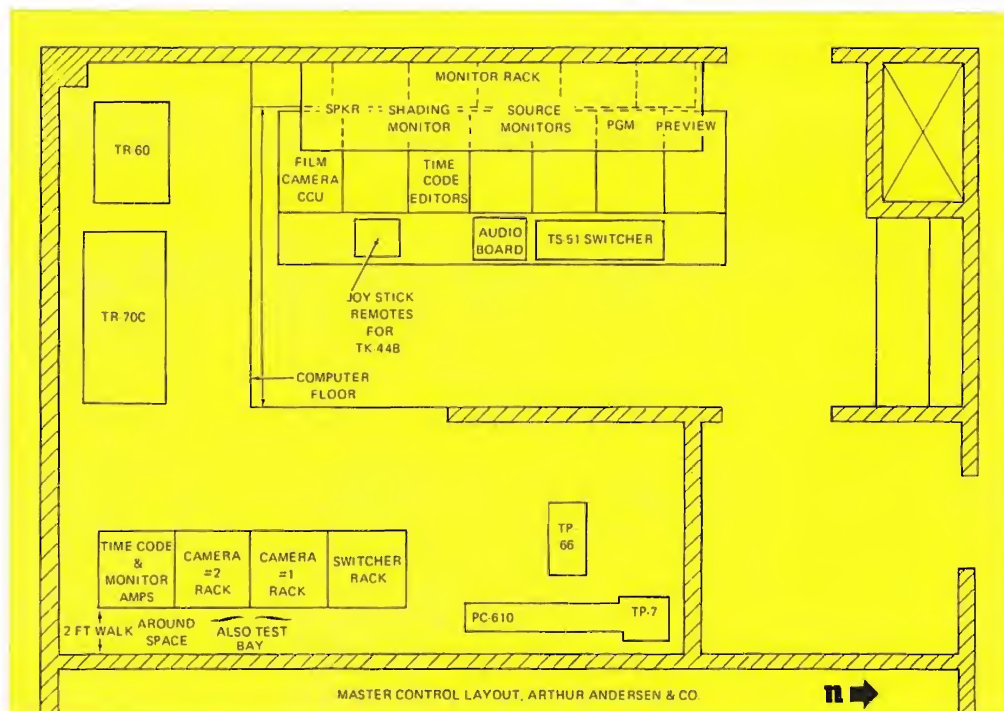 MONITOR RACK
SPKR
SHADING
MONITOR
SOURCE
MONITORS
PGM
PREVIEW
TR-60
FILM
CAMERA
CCU
TIME
CODE
EDITORS
AUDIO
BOARD
TS-51 SWITCHER
TR-70C
JOY STICK
REMOTES
FOR
TK-44B
COMPUTER
FLOOR
TIME CODE
&
MONITOR
AMPS
CAMERA
#2
RACK
CAMERA
#1
RACK
SWITCHER
RACK
TP-
66
2 FT WALK AROUND
SPACE
ALSO TEST
BAY
PC-610
TP-7
MASTER CONTROL LAYOUT, ARTHUR ANDERSEN & CO.
n